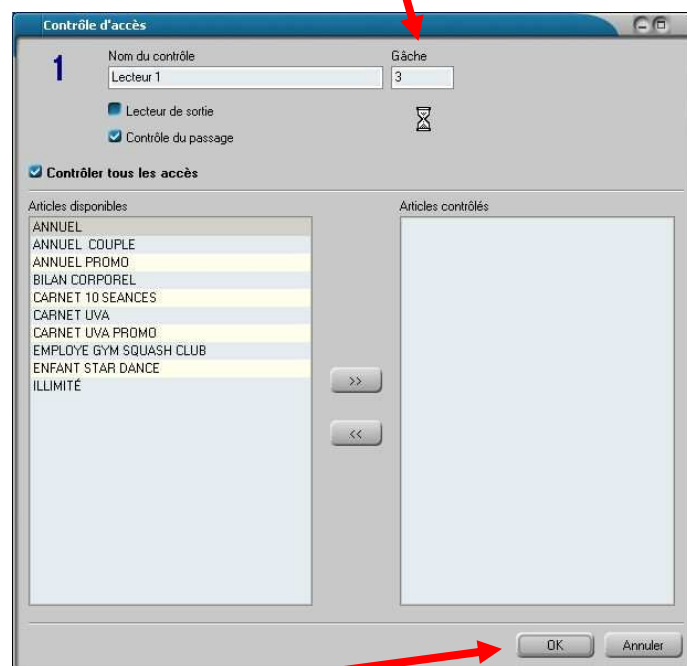 Contrôle d'accès
1
Nom du contrôle
Gâche
Lecteur 1
3
Lecteur de sortie
Contrôle du passage
Contrôler tous les accès
Articles disponibles
Articles contrôlés
ANNUEL
ANNUEL COUPLE
ANNUEL PROMO
BILAN CORPOREL
CARNET 10 SEANCES
CARNET UVA
CARNET UVA PROMO
EMPLOYE GYM SQUASH CLUB
ENFANT STAR DANCE
ILLIMITÉ
>>
<<
OK
Annuler